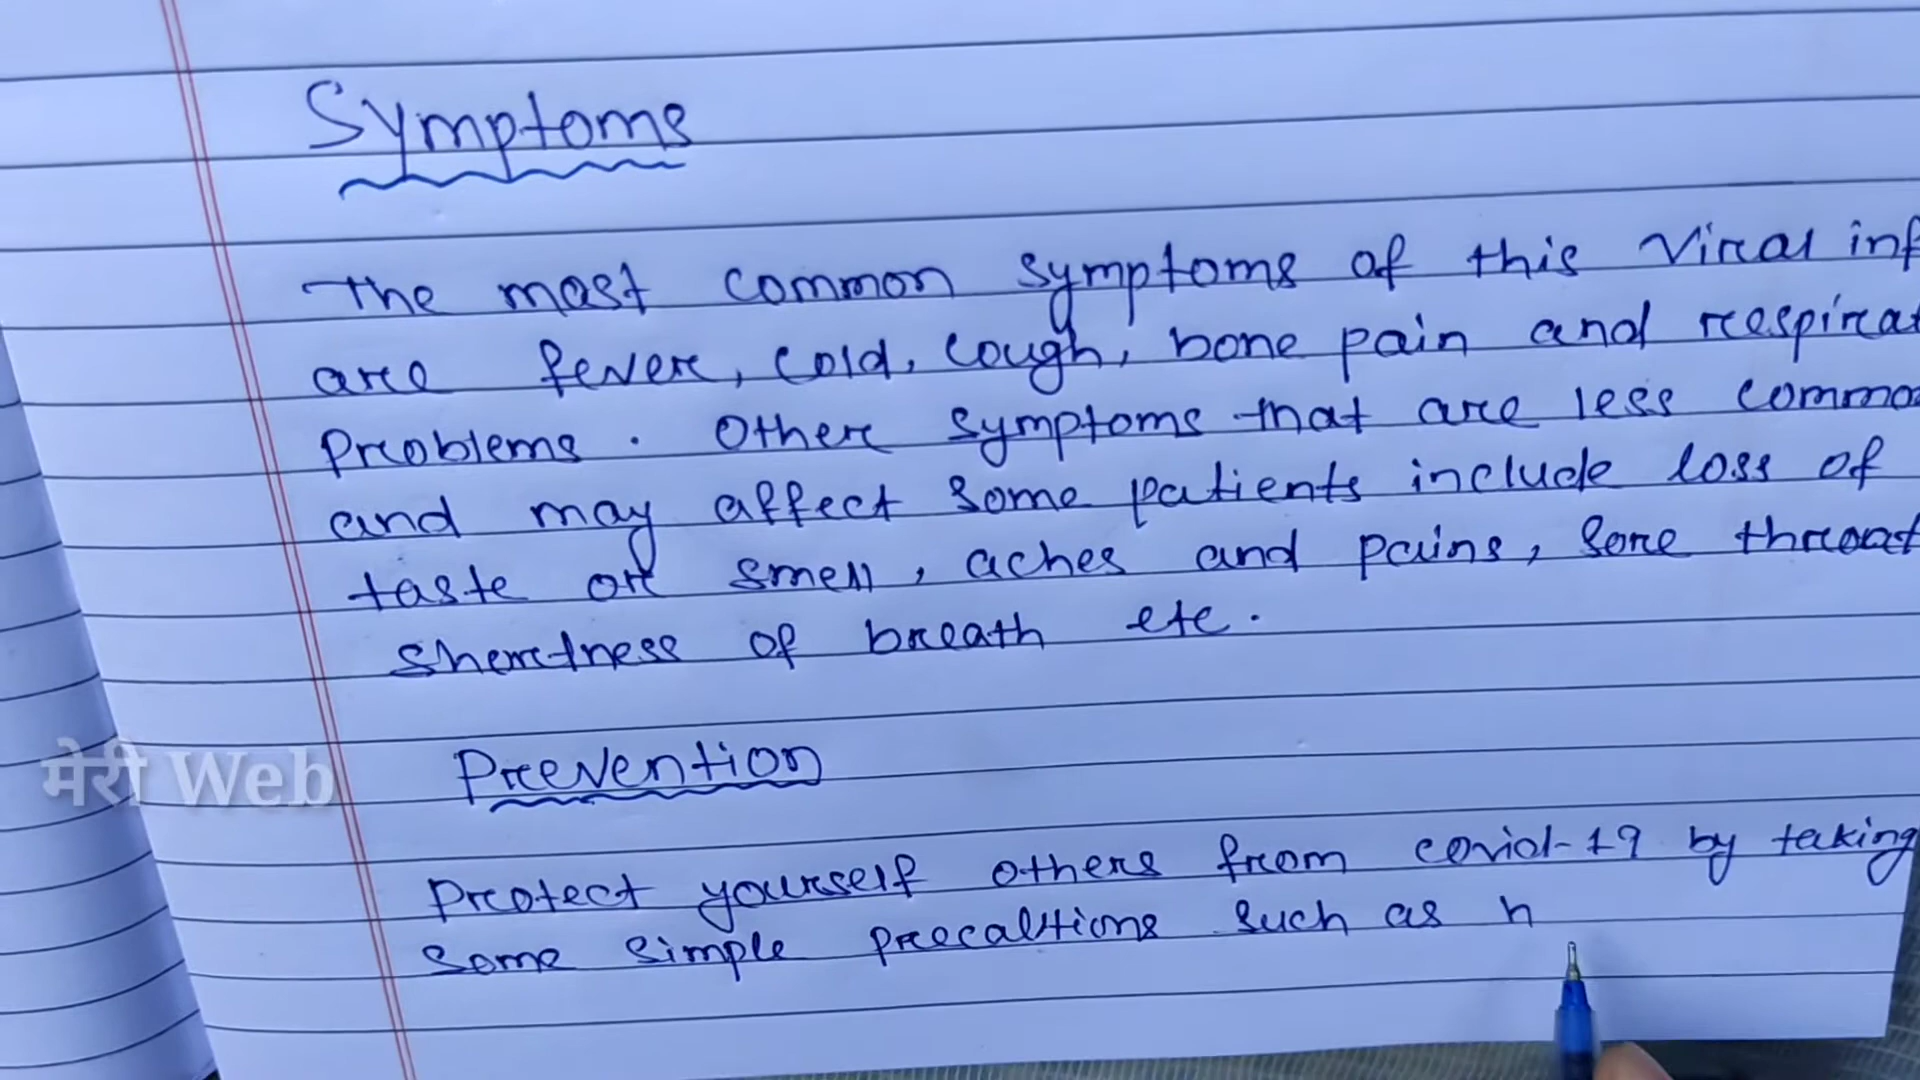 Symptoms
The most common symptoms of this viral inf
are fever, cold, cough, bone pain and respirat
Problems. Other symptoms that are less commo
and may affect some patients include loss of
taste or smell, aches and pains, sore throat
shortness of breath etc.
Prevention
मेरी Web
Protect yourself others from covid-19 by taking
some simple precaltions such as h